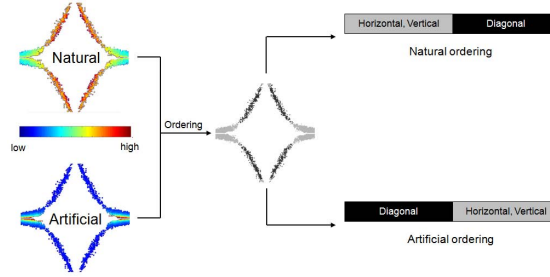 Natural
low
high
Artificial
Ordering
Horizontal, Vertical
Diagonal
Natural ordering
Diagonal
Horizontal, Vertical
Artificial ordering